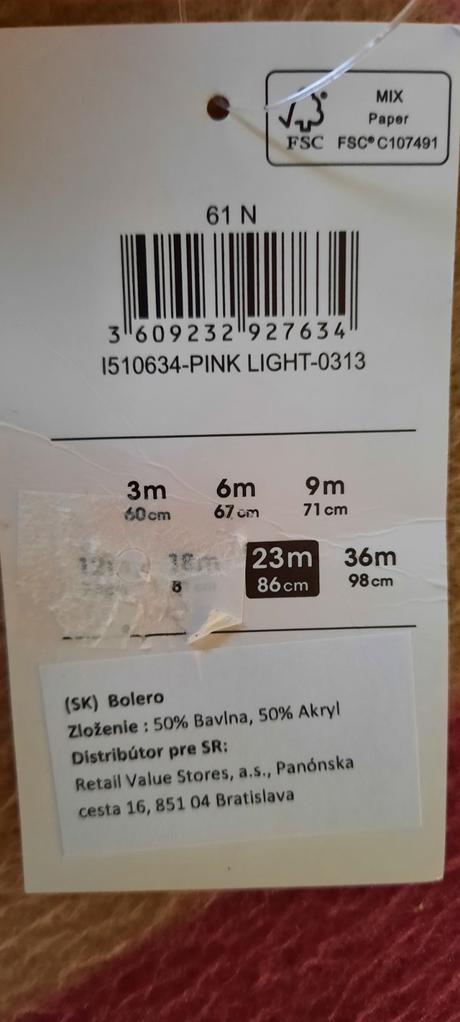 MIX
Paper
FSC® C107491
FSC
61 N
3 609232 927634
I510634-PINK LIGHT-0313
3m 6m 9m
60cm 67cm 71cm
18m 23m 36m
86cm 98cm
(SK) Bolero
Zloženie : 50% Bavlna, 50% Akryl
Distribútor pre SR:
Retail Value Stores, a.s., Panónska
cesta 16, 851 04 Bratislava